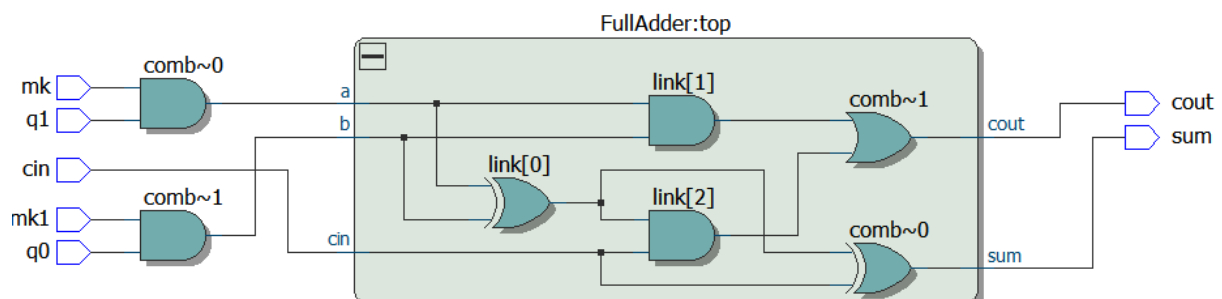 FullAdder:top
comb~0
mk
q1
link[1]
comb~1
a
b
cout
cout
sum
cin
link[0]
link[2]
comb~1
mk1
q0
cin
comb~0
sum